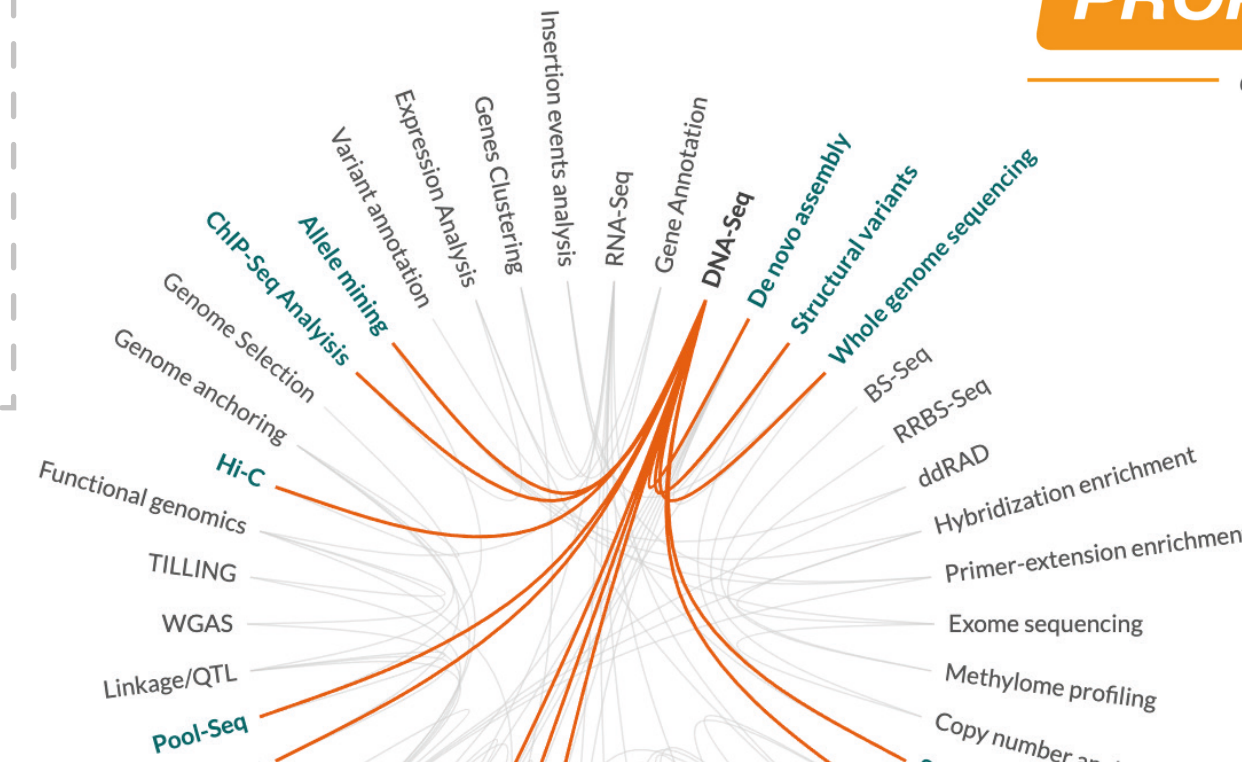 Insertion events analysis
Expression Analysis
Genes Clustering
Variant annotation
RNA-Seq
Gene Annotation
DNA-Seq
De novo assembly
Structural variants
Whole genome sequencing
ChIP-Seq Analyisis
Allele mining
Genome Selection
Genome anchoring
Hi-C
Functional genomics
TILLING
WGAS
Linkage/QTL
Pool-Seq
BS-Seq
RRBS-Seq
ddRAD
Hybridization enrichment
Primer-extension enrichmen
Exome sequencing
Methylome profiling
Copy number